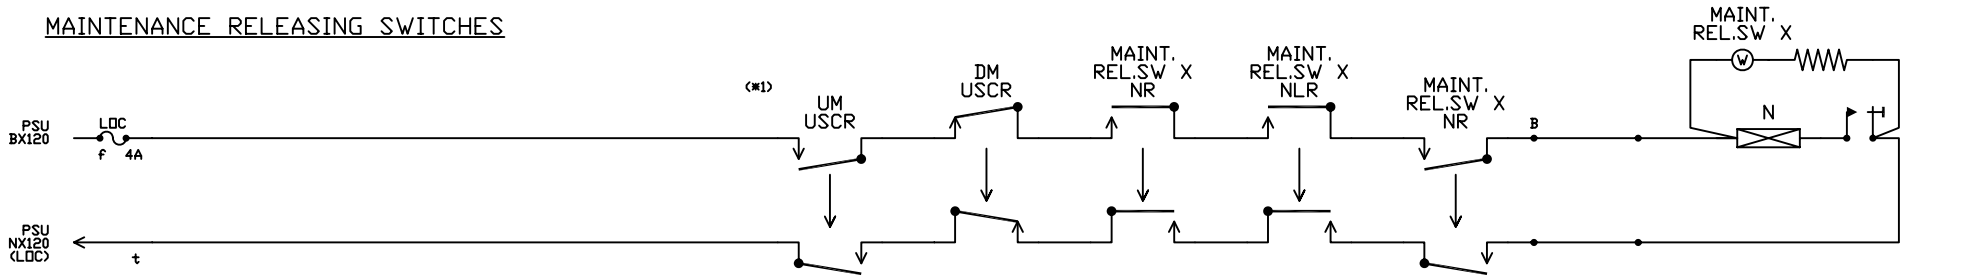 MAINTENANCE RELEASING SWITCHES
PSU
BX120
LOC
f 4A
(*1)
UM
USCR
DM
USCR
MAINT.
REL.SW X
NR
MAINT.
REL.SW X
NLR
MAINT.
REL.SW X
NR
B
MAINT.
REL.SW X
W
N
PSU
NX120
(LOC)
t